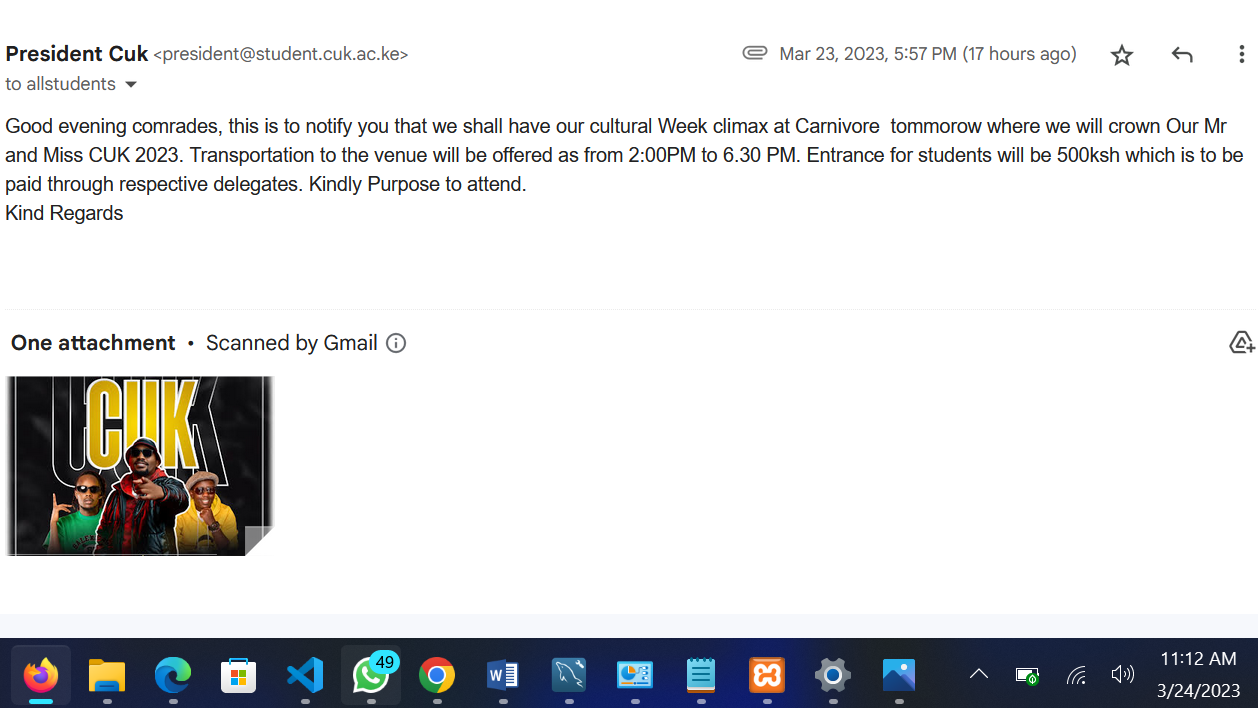 President Cuk <president@student.cuk.ac.ke>
Mar 23, 2023, 5:57 PM (17 hours ago)
to allstudents
Good evening comrades, this is to notify you that we shall have our cultural Week climax at Carnivore  tommorow where we will crown Our Mr
and Miss CUK 2023. Transportation to the venue will be offered as from 2:00PM to 6.30 PM. Entrance for students will be 500ksh which is to be
paid through respective delegates. Kindly Purpose to attend.
Kind Regards
One attachment • Scanned by Gmail
CUK
49
11:12 AM
3/24/2023